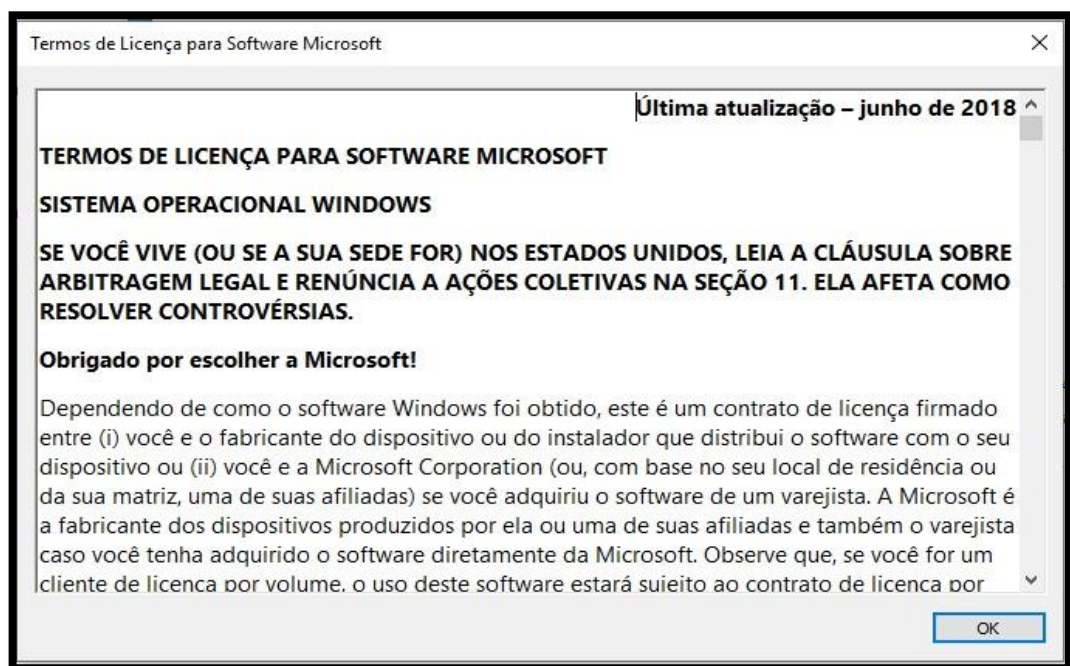 Termos de Licença para Software Microsoft
Última atualização – junho de 2018
TERMOS DE LICENÇA PARA SOFTWARE MICROSOFT
SISTEMA OPERACIONAL WINDOWS
SE VOCÊ VIVE (OU SE A SUA SEDE FOR) NOS ESTADOS UNIDOS, LEIA A CLÁUSULA SOBRE
ARBITRAGEM LEGAL E RENÚNCIA A AÇÕES COLETIVAS NA SEÇÃO 11. ELA AFETA COMO
RESOLVER CONTROVÉRSIAS.
Obrigado por escolher a Microsoft!
Dependendo de como o software Windows foi obtido, este é um contrato de licença firmado
entre (i) você e o fabricante do dispositivo ou do instalador que distribui o software com o seu
dispositivo ou (ii) você e a Microsoft Corporation (ou, com base no seu local de residência ou
da sua matriz, uma de suas afiliadas) se você adquiriu o software de um varejista. A Microsoft é
a fabricante dos dispositivos produzidos por ela ou uma de suas afiliadas e também o varejista
caso você tenha adquirido o software diretamente da Microsoft. Observe que, se você for um
cliente de licença por volume, o uso deste software estará sujeito ao contrato de licença por
OK